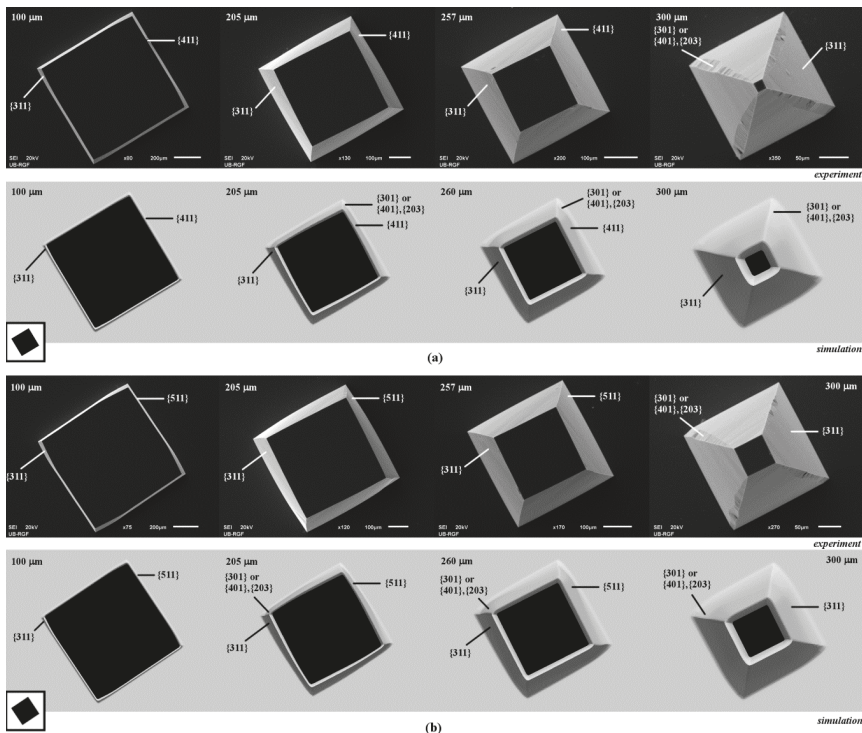 100 µm
{411}
{311}
SEI 20kV x60 200µm
UB-RGF
205 µm
{411}
{311}
SEI 20kV x130 100µm
UB-RGF
257 µm
{411}
{311}
SEI 20kV x200 100µm
UB-RGF
300 µm
{301} or
{401},{203}
{311}
SEI 20kV x350 50µm
UB-RGF
experiment
100 µm
{411}
{311}
205 µm
{301} or
{401},{203}
{411}
{311}
260 µm
{301} or
{401},{203}
{411}
{311}
300 µm
{301} or
{401},{203}
{311}
simulation
(a)
100 µm
{511}
{311}
SEI 20kV x75 200µm
UB-RGF
205 µm
{511}
{311}
SEI 20kV x120 100µm
UB-RGF
257 µm
{511}
{311}
SEI 20kV x170 100µm
UB-RGF
300 µm
{301} or
{401},{203}
{311}
SEI 20kV x270 50µm
UB-RGF
experiment
100 µm
{511}
{311}
205 µm
{301} or
{401},{203}
{511}
{311}
260 µm
{301} or
{401},{203}
{511}
{311}
300 µm
{301} or
{401},{203}
{311}
simulation
(b)